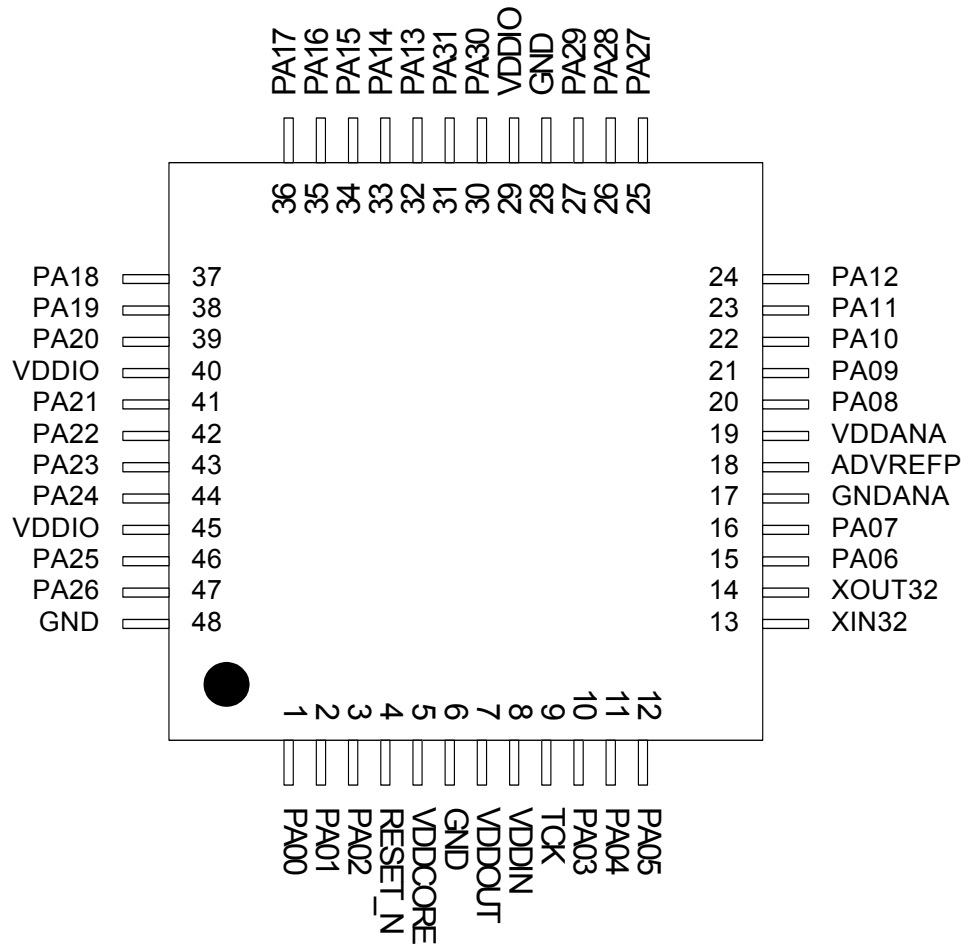 PA17 PA16 PA15 PA14 PA13 PA31 PA30 VDDIO GND PA29 PA28 PA27
36 35 34 33 32 31 30 29 28 27 26 25
PA18 37 24 PA12
PA19 38 23 PA11
PA20 39 22 PA10
VDDIO 40 21 PA09
PA21 41 20 PA08
PA22 42 19 VDDANA
PA23 43 18 ADVREFP
PA24 44 17 GNDANA
VDDIO 45 16 PA07
PA25 46 15 PA06
PA26 47 14 XOUT32
GND 48 13 XIN32
1 2 3 4 5 6 7 8 9 10 11 12
PA00 PA01 PA02 RESET_N VDDCORE GND VDDOUT VDDIN TCK PA03 PA04 PA05